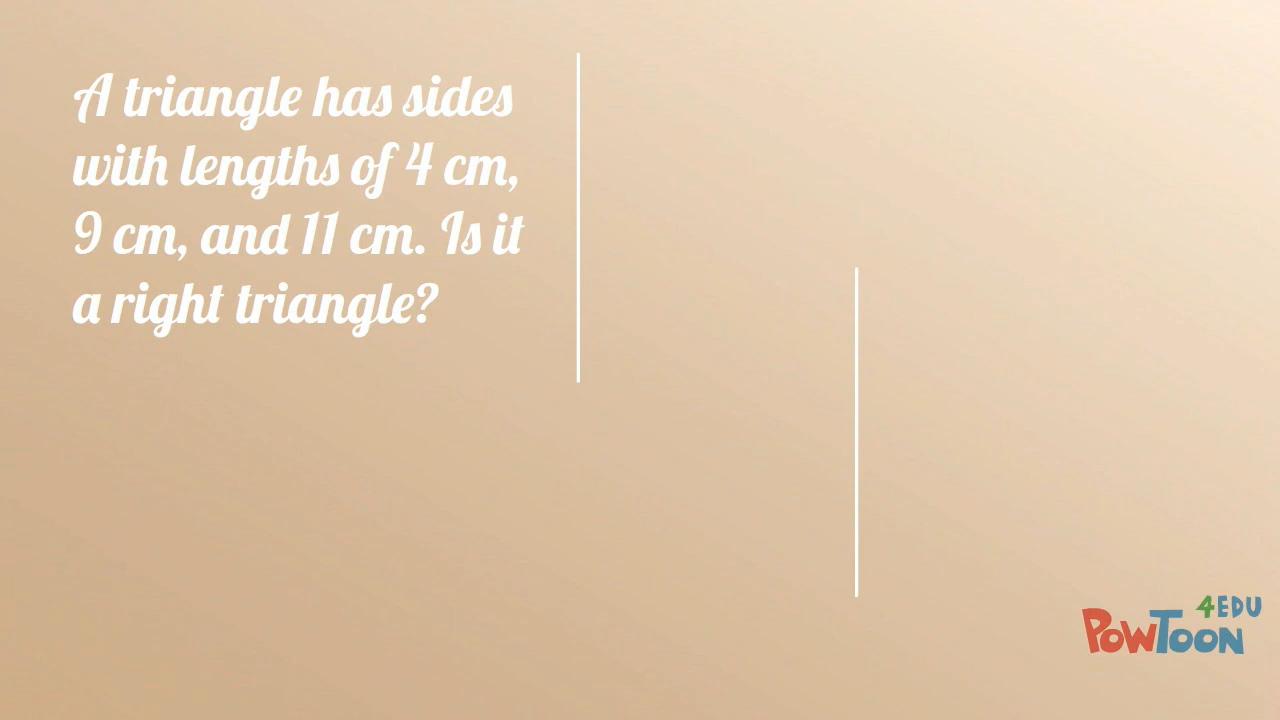 A triangle has sides
with lengths of 4 cm,
9 cm, and 11 cm. Is it
a right triangle?
4EDU
POWTOON